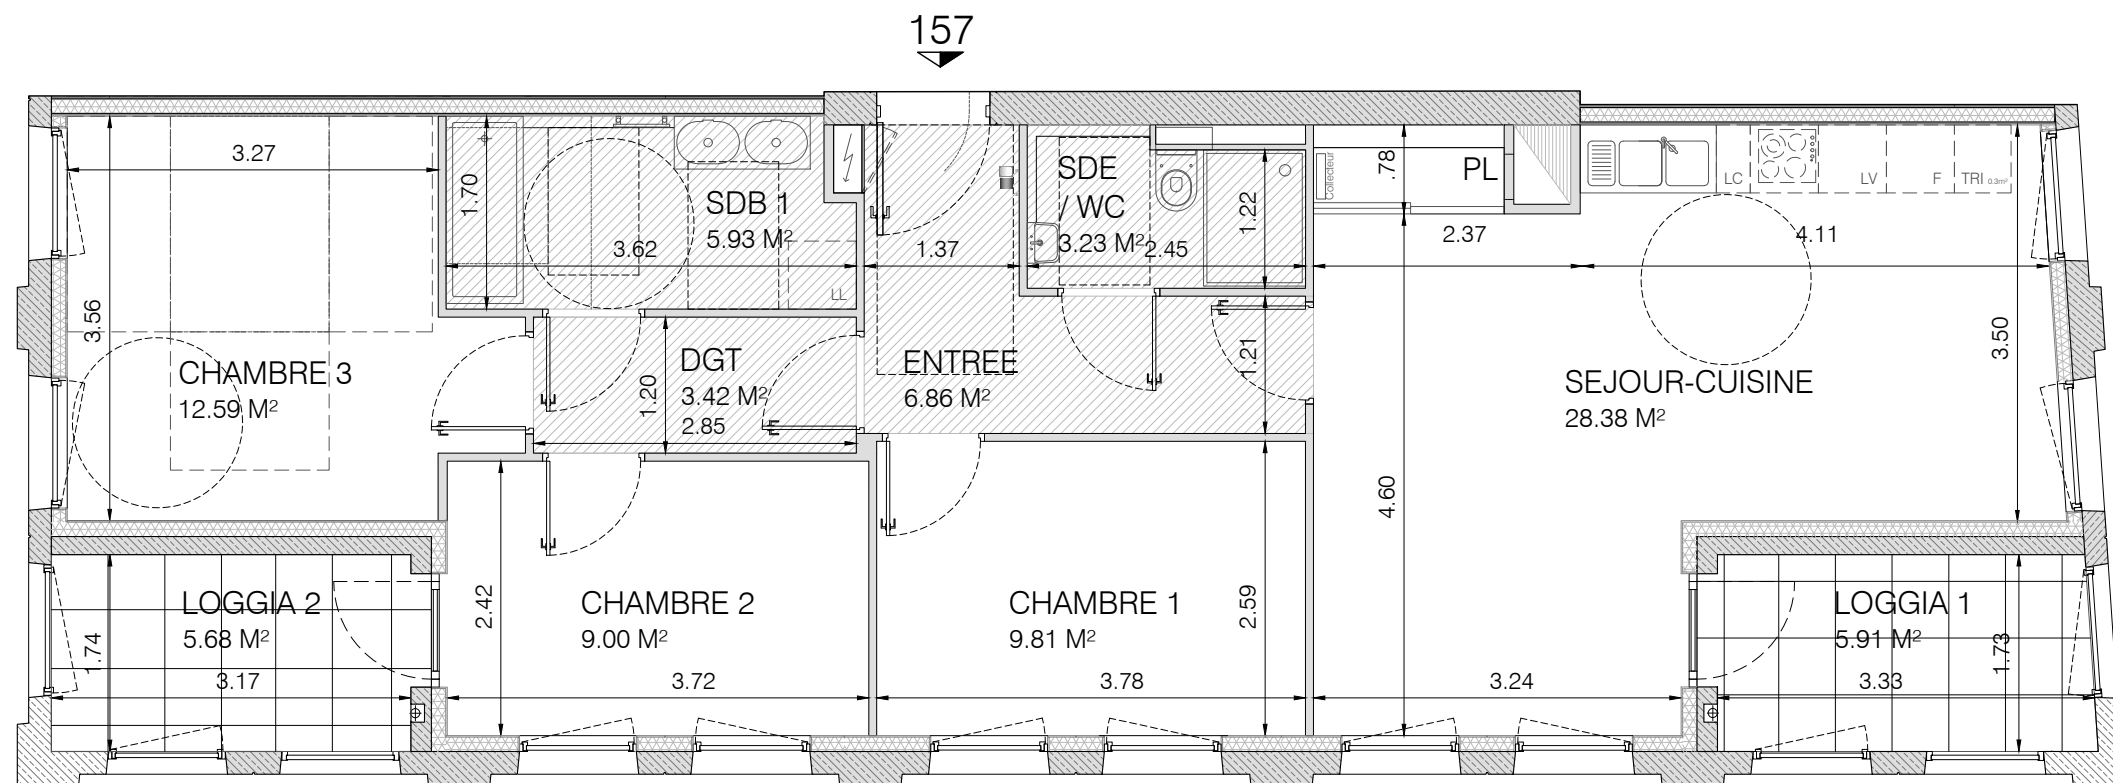 157
3.27
1.70
SDB 1
5.93 M²
3.62
LL
1.37
SDE
/ WC
3.23 M²
2.45
1.22
Collecteur
.78
PL
2.37
LC
LV
F
TRI 0.3m²
4.11
3.56
CHAMBRE 3
12.59 M²
DGT
3.42 M²
2.85
1.20
ENTREE
6.86 M²
1.21
SEJOUR-CUISINE
28.38 M²
3.50
4.60
LOGGIA 2
5.68 M²
1.74
3.17
2.42
CHAMBRE 2
9.00 M²
3.72
CHAMBRE 1
9.81 M²
3.78
2.59
3.24
LOGGIA 1
5.91 M²
1.73
3.33